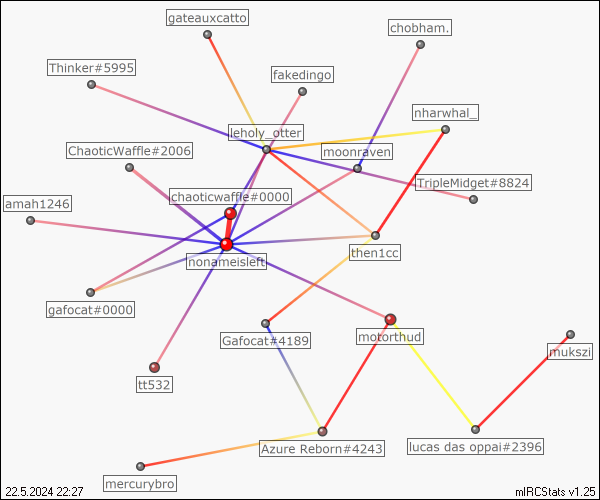 gateauxcatto
chobham.
Thinker#5995
fakedingo
nharwhal_
leholy_otter
ChaoticWaffle#2006
moonraven
TripleMidget#8824
chaoticwaffle#0000
amah1246
then1cc
nonameisleft
gafocat#0000
Gafocat#4189
motorthud
mukszi
tt532
Azure Reborn#4243
lucas das oppai#2396
mercurybro
22.5.2024 22:27
mIRCStats v1.25